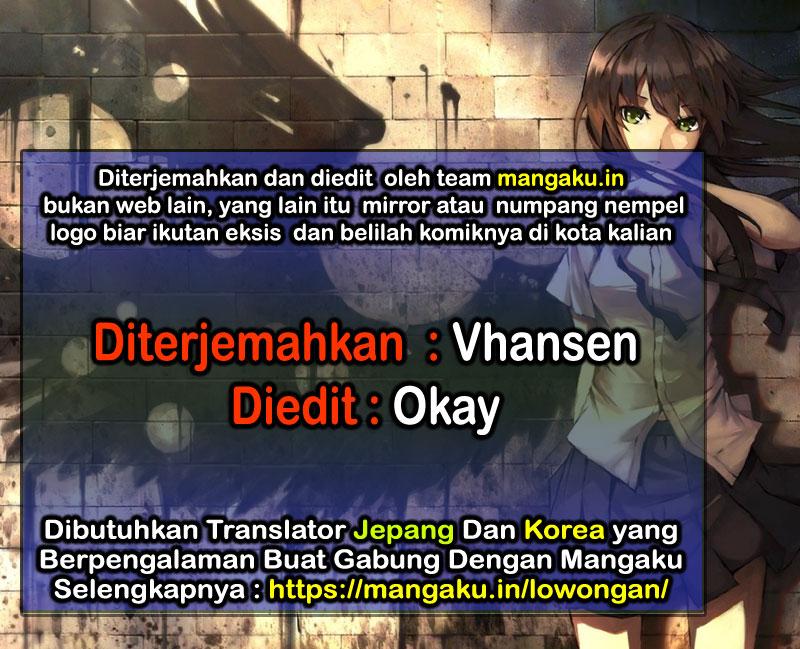 Diterjemahkan dan diedit oleh team mangaku.in
bukan web lain, yang lain itu mirror atau numpang nempel
logo biar ikutan eksis dan belilah komiknya di kota kalian
Diterjemahkan : Vhansen
Diedit : Okay
Dibutuhkan Translator Jepang Dan Korea yang
Berpengalaman Buat Gabung Dengan Mangaku
Selengkapnya : https://mangaku.in/lowongan/